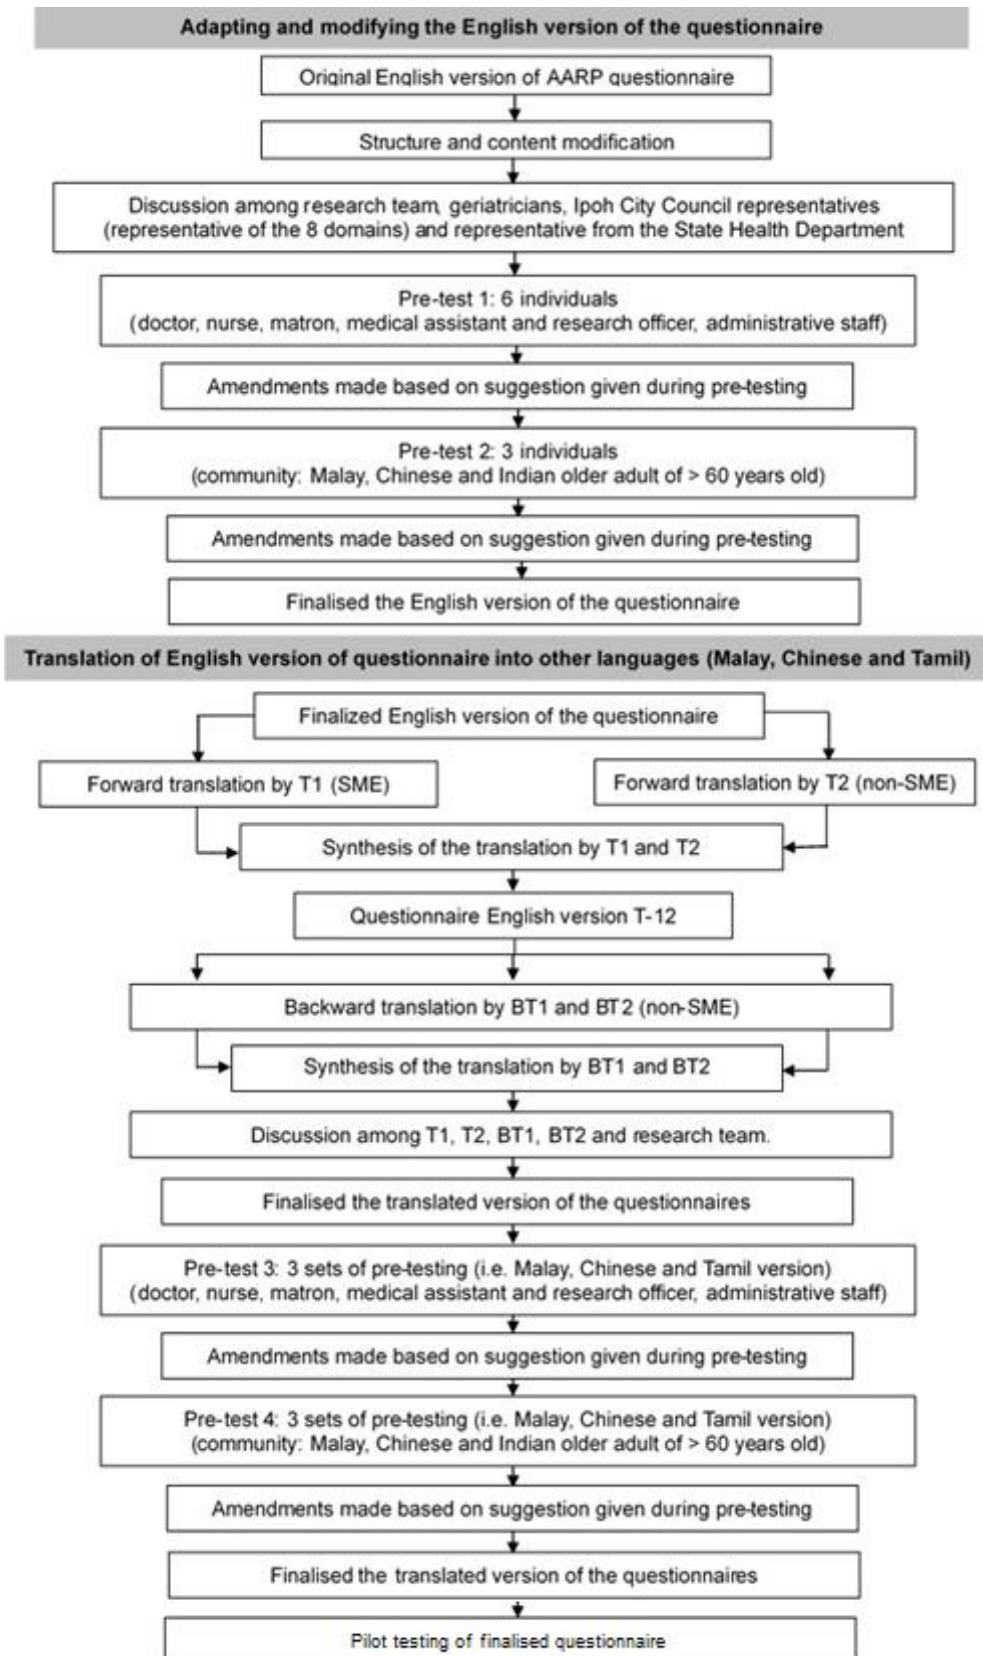 Adapting and modifying the English version of the questionnaire
Original English version of AARP questionnaire
Structure and content modification
Discussion among research team, geriatricians, Ipoh City Council representatives
(representative of the 8 domains) and representative from the State Health Department
Pre-test 1: 6 individuals
(doctor, nurse, matron, medical assistant and research officer, administrative staff)
Amendments made based on suggestion given during pre-testing
Pre-test 2: 3 individuals
(community: Malay, Chinese and Indian older adult of > 60 years old)
Amendments made based on suggestion given during pre-testing
Finalised the English version of the questionnaire
Translation of English version of questionnaire into other languages (Malay, Chinese and Tamil)
Finalized English version of the questionnaire
Forward translation by T1 (SME)
Forward translation by T2 (non-SME)
Synthesis of the translation by T1 and T2
Questionnaire English version T-12
Backward translation by BT1 and BT2 (non-SME)
Synthesis of the translation by BT1 and BT2
Discussion among T1, T2, BT1, BT2 and research team.
Finalised the translated version of the questionnaires
Pre-test 3: 3 sets of pre-testing (i.e. Malay, Chinese and Tamil version)
(doctor, nurse, matron, medical assistant and research officer, administrative staff)
Amendments made based on suggestion given during pre-testing
Pre-test 4: 3 sets of pre-testing (i.e. Malay, Chinese and Tamil version)
(community: Malay, Chinese and Indian older adult of > 60 years old)
Amendments made based on suggestion given during pre-testing
Finalised the translated version of the questionnaires
Pilot testing of finalised questionnaire